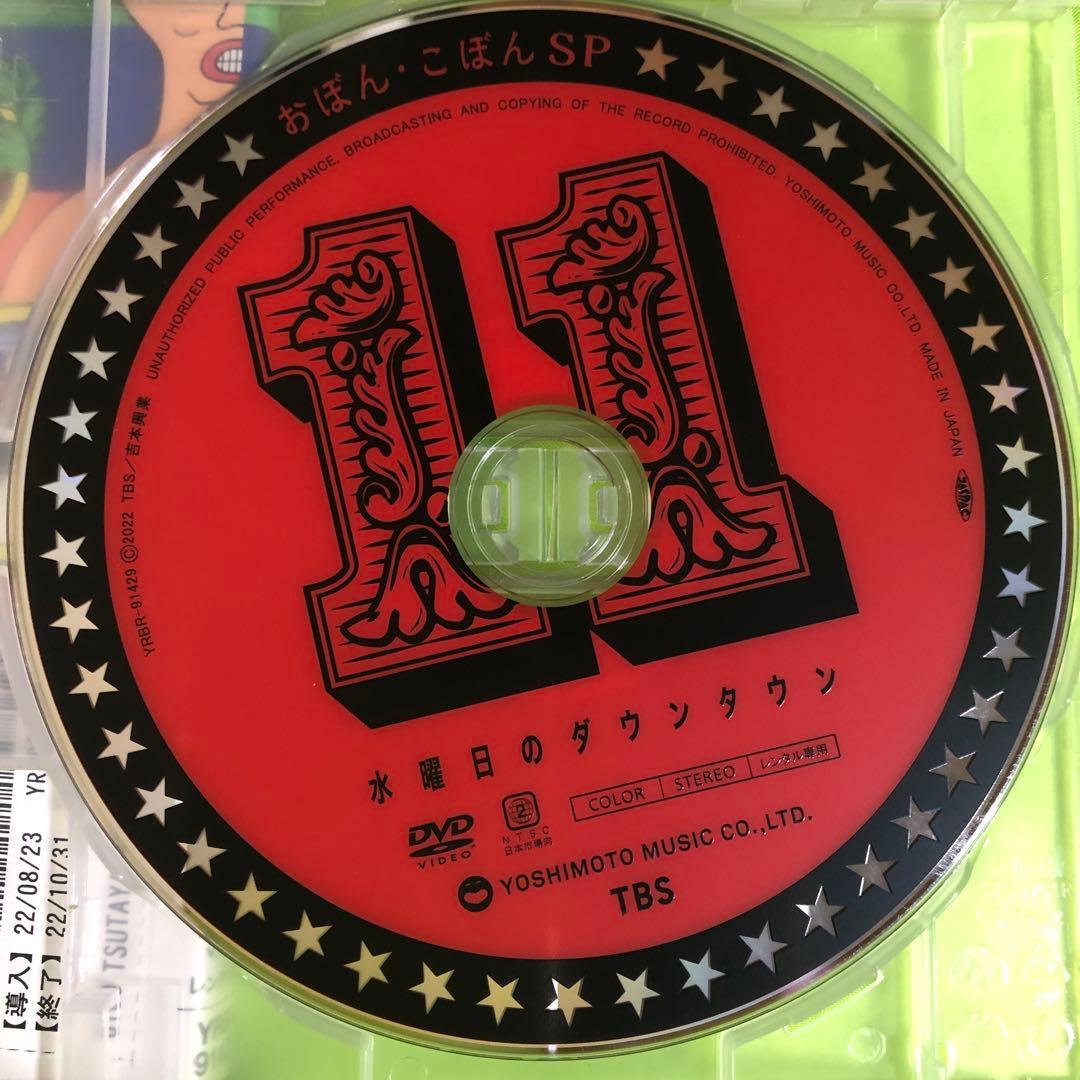 おぼん・こぼんSP
YRBR-91429 Ⓒ2022 TBS／吉本興業 UNAUTHORIZED PUBLIC PERFORMANCE, BROADCASTING AND COPYING OF THE RECORD PROHIBITED. YOSHIMOTO MUSIC CO.,LTD. MADE IN JAPAN
11
水曜日のダウンタウン
COLOR STEREO レンタル専用
DVD
VIDEO
2
NTSC
日本市場向
YOSHIMOTO MUSIC CO.,LTD.
TBS
【導入】 22/08/23 YR
【終了】 22/10/31
TSUTAY